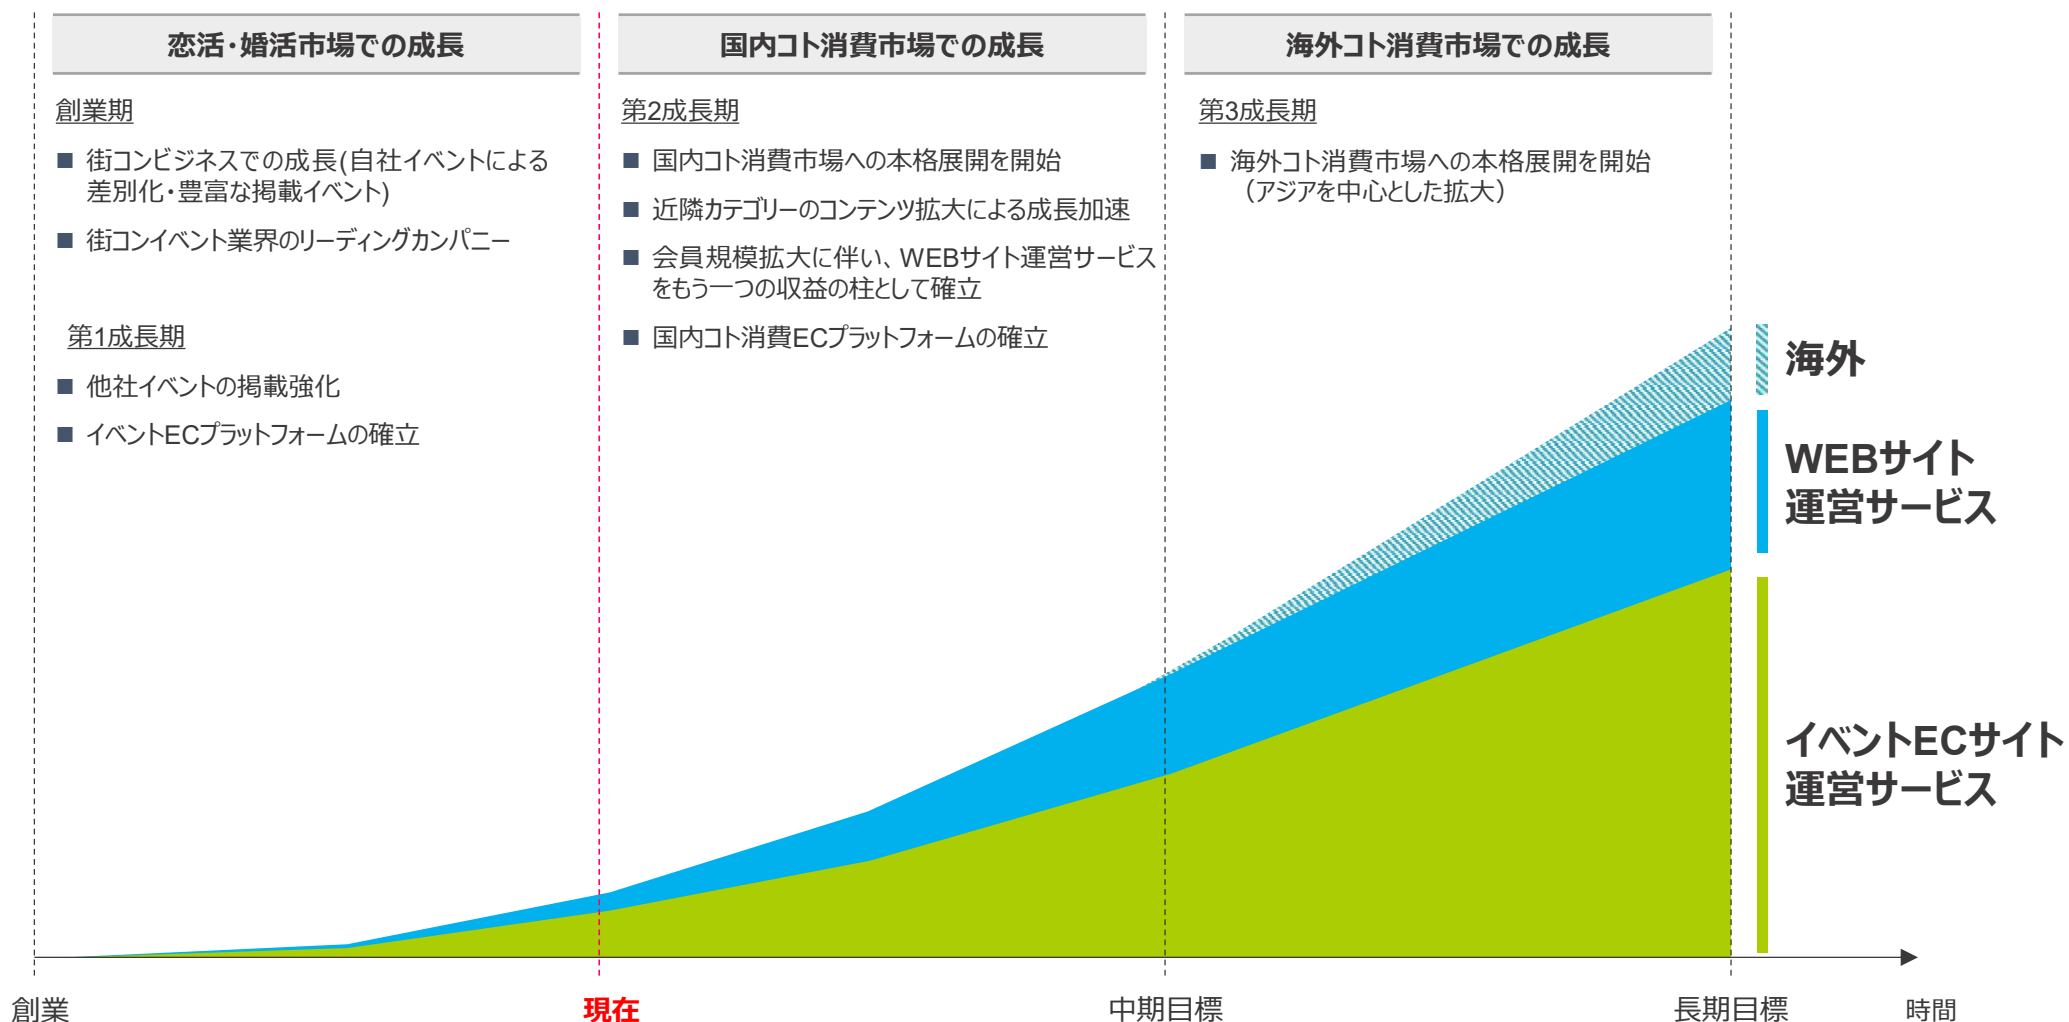 恋活・婚活市場での成長
創業期
■ 街コンビジネスでの成長(自社イベントによる
差別化・豊富な掲載イベント)
■ 街コンイベント業界のリーディングカンパニー
第1成長期
■ 他社イベントの掲載強化
■ イベントECプラットフォームの確立
国内コト消費市場での成長
第2成長期
■ 国内コト消費市場への本格展開を開始
■ 近隣カテゴリーのコンテンツ拡大による成長加速
■ 会員規模拡大に伴い、WEBサイト運営サービス
をもう一つの収益の柱として確立
■ 国内コト消費ECプラットフォームの確立
海外コト消費市場での成長
第3成長期
■ 海外コト消費市場への本格展開を開始
（アジアを中心とした拡大）
海外
WEBサイト
運営サービス
イベントECサイト
運営サービス
創業
現在
中期目標
長期目標
時間